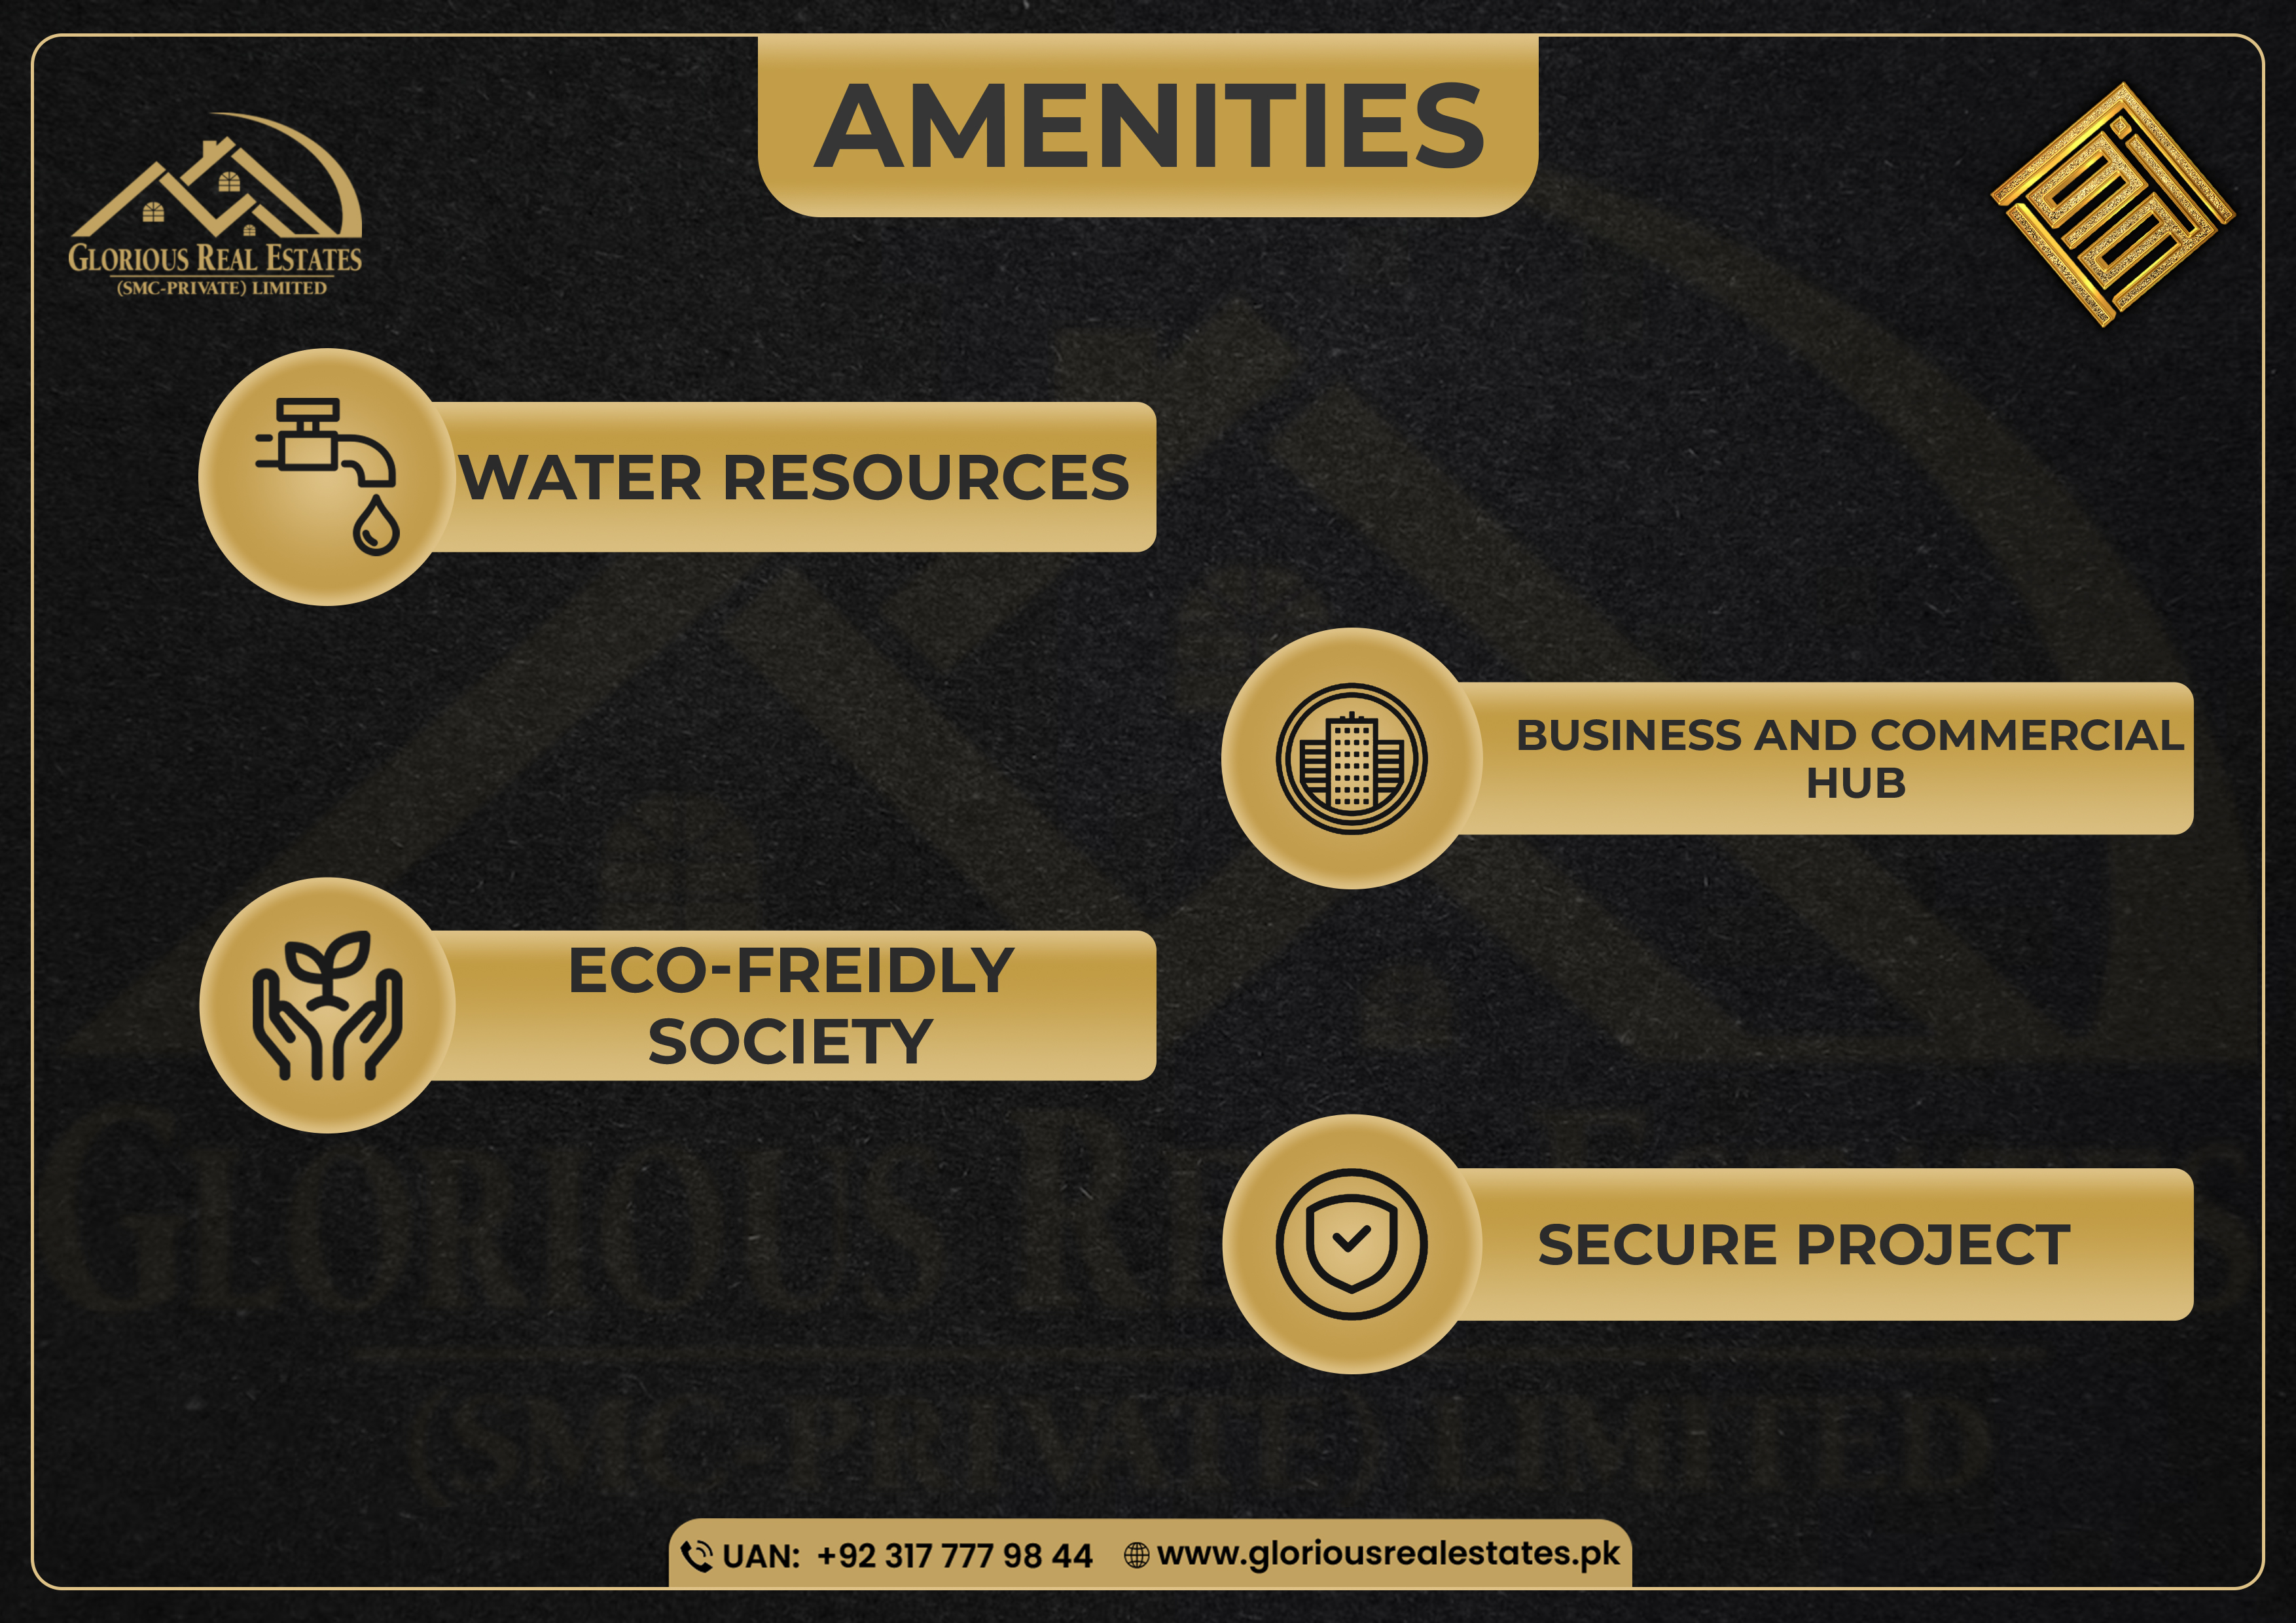 AMENITIES
GLORIOUS REAL ESTATES
(SMC-PRIVATE) LIMITED
WATER RESOURCES
BUSINESS AND COMMERCIAL
HUB
ECO-FREIDLY
SOCIETY
SECURE PROJECT
UAN: +92 317 777 98 44 www.gloriousrealestates.pk